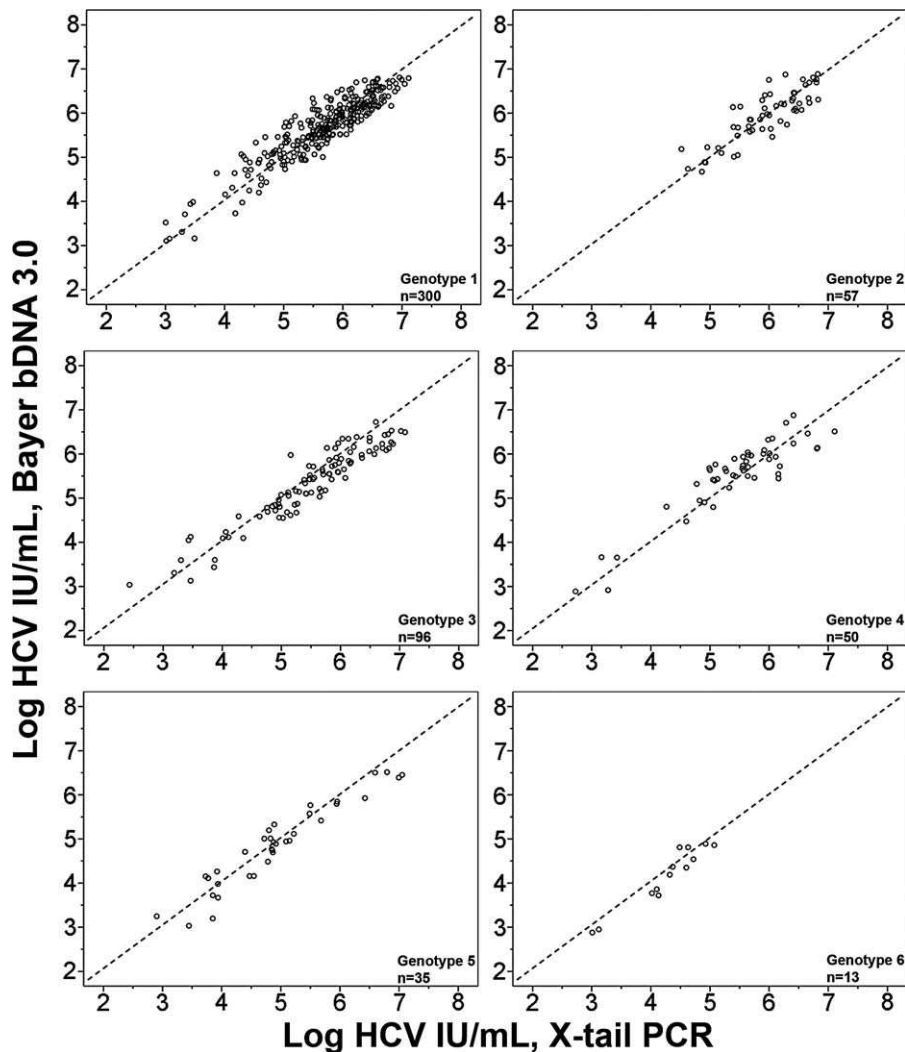 Log HCV IU/mL, Bayer bDNA 3.0
8
7
6
5
4
3
2
Genotype 1
n=300
2 3 4 5 6 7 8
8
7
6
5
4
3
2
Genotype 2
n=57
2 3 4 5 6 7 8
8
7
6
5
4
3
2
Genotype 3
n=96
2 3 4 5 6 7 8
8
7
6
5
4
3
2
Genotype 4
n=50
2 3 4 5 6 7 8
8
7
6
5
4
3
2
Genotype 5
n=35
2 3 4 5 6 7 8
8
7
6
5
4
3
2
Genotype 6
n=13
2 3 4 5 6 7 8
Log HCV IU/mL, X-tail PCR